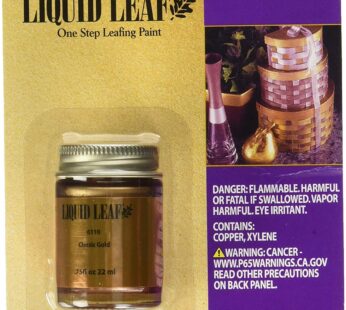 LIQUID LEAF
One Step Leafing Paint
LIQUID LEAF
6110
Classic Gold
.75fl oz 22 ml
DANGER: FLAMMABLE. HARMFUL
OR FATAL IF SWALLOWED. VAPOR
HARMFUL. EYE IRRITANT.
CONTAINS:
COPPER, XYLENE
WARNING: CANCER -
WWW.P65WARNINGS.CA.GOV
READ OTHER PRECAUTIONS
ON BACK PANEL.